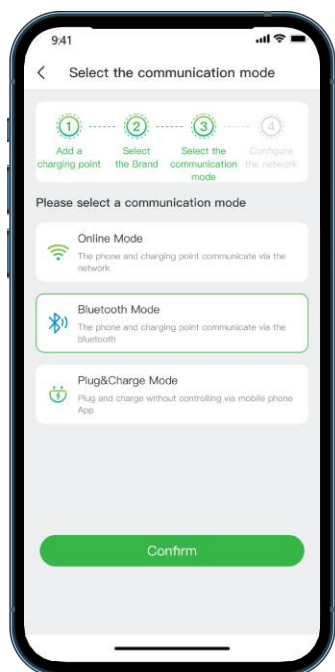 9:41
Select the communication mode
1 2 3 4
Add a charging point
Select the Brand
Select the communication mode
Configure the network
Please select a communication mode
Online Mode
The phone and charging point communicate via the
network
Bluetooth Mode
The phone and charging point communicate via the
bluetooth
Plug&Charge Mode
Plug and charge without controlling via mobile phone
App
Confirm